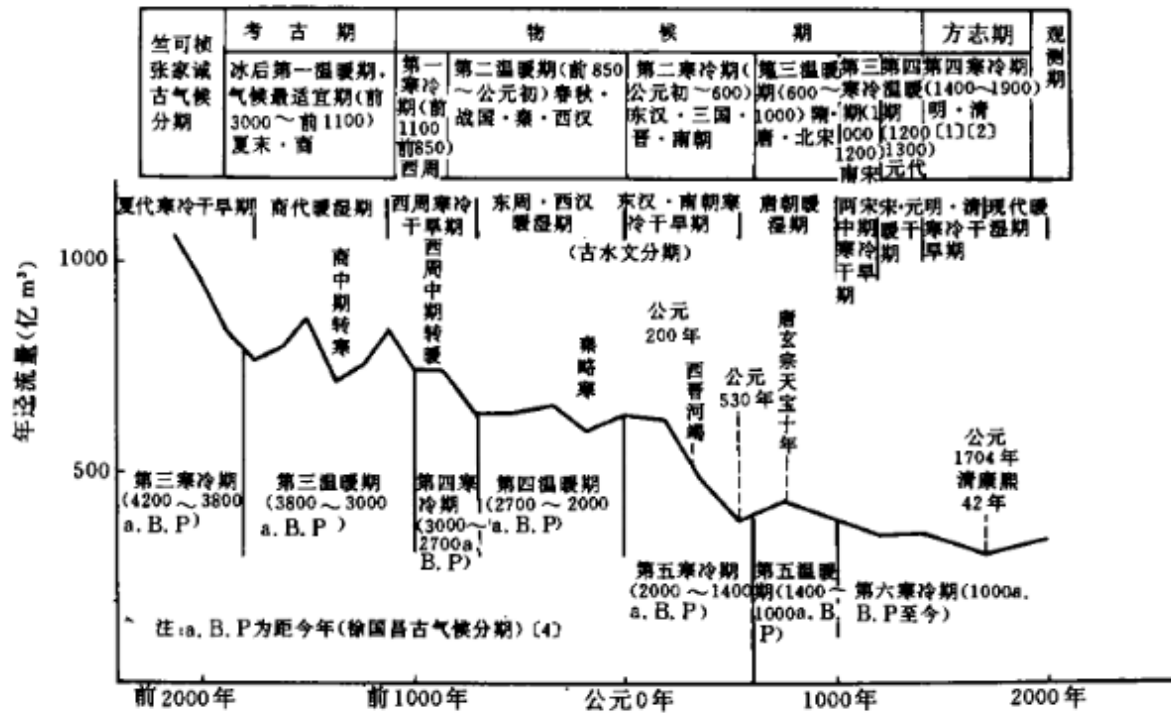 竺可桢
张家诚
古气候
分期
考古期
物候期
方志期
观测期
冰后第一温暖期，
气候最适宜期(前
3000～前1100)
夏末·商
第一
寒冷
期(前
1100
前850)
西周
第二温暖期(前850
～公元初)春秋·
战国·秦·西汉
第二寒冷期(
公元初～600)
东汉·三国·
晋·南朝
第三温暖
期(600～
1000)隋·
唐·北宋
第三
寒冷
期(1
000
1200)
南宋
第四
温暖
期
(1200
1300)
元代
第四寒冷期
(1400～1900)
明·清
〔1〕〔2〕
夏代寒冷干旱期
商代暖湿期
西周寒冷
干旱期
东周·西汉
暖湿期
东汉·南朝寒
冷干旱期
唐朝暖
湿期
两宋
中期
寒冷
干旱
期
宋·元
暖干
期
明·清
寒冷干
旱期
现代暖
湿期
(古水文分期)
年迳流量(亿 m³)
1000
500
商中期转寒
西周中期转暖
秦略寒
公元
200年
西晋河竭
公元
530年
唐玄宗天宝十年
公元
1704年
清康熙
42年
第三寒冷期
(4200～3800
a.B.P)
第三温暖期
(3800～3000
a.B.P)
第四寒
冷期
(3000～
2700a.
B.P)
第四温暖期
(2700～2000
a.B.P)
第五寒冷期
(2000～1400
a.B.P)
第五温暖
期(1400～
1000a.B.
P)
第六寒冷期(1000a.
B.P至今)
注:a.B.P为距今年(徐国昌古气候分期)〔4〕
前2000年
前1000年
公元0年
1000年
2000年